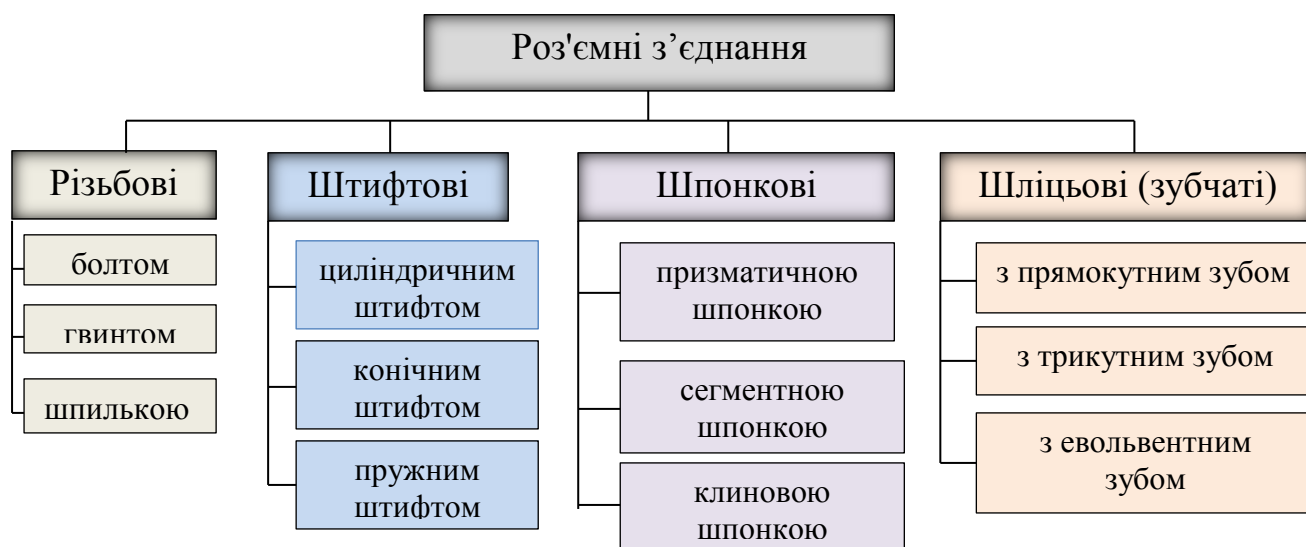 Роз'ємні з’єднання
Різьбові
болтом
гвинтом
шпилькою
Штифтові
циліндричним
штифтом
конічним
штифтом
пружним
штифтом
Шпонкові
призматичною
шпонкою
сегментною
шпонкою
клиновою
шпонкою
Шліцьові (зубчаті)
з прямокутним зубом
з трикутним зубом
з евольвентним
зубом